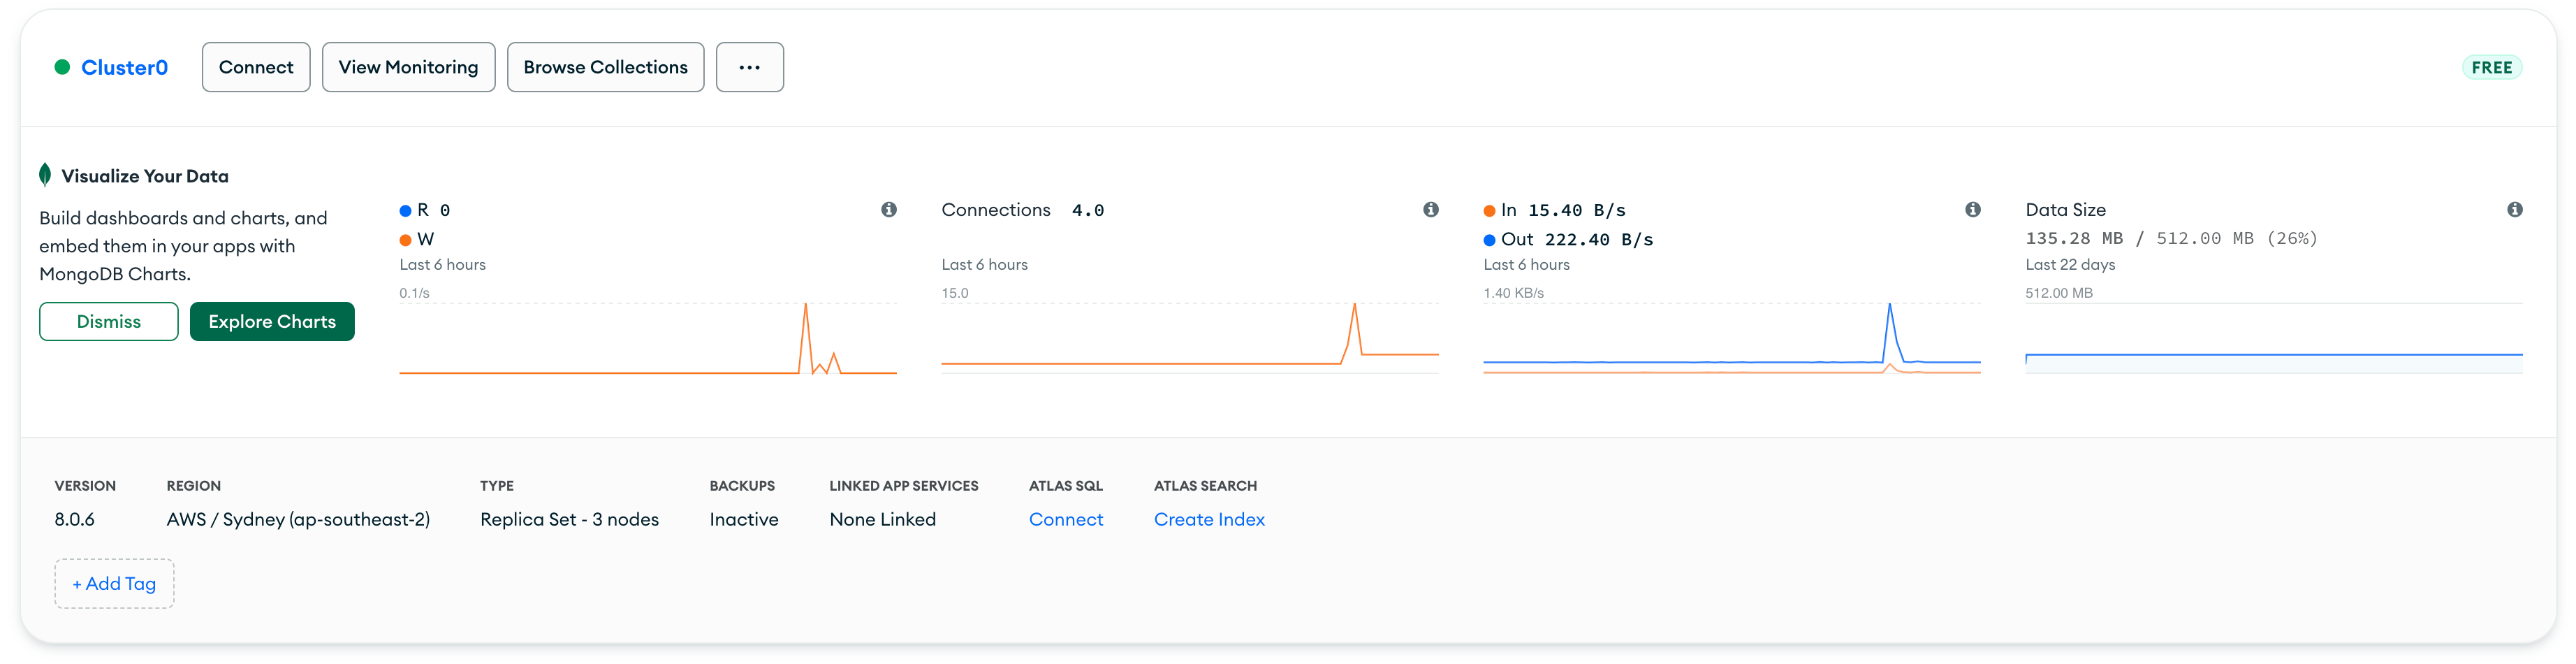 Cluster0
Connect
View Monitoring
Browse Collections
...
FREE
Visualize Your Data
Build dashboards and charts, and
embed them in your apps with
MongoDB Charts.
Dismiss
Explore Charts
R 0
W
Last 6 hours
0.1/s
Connections 4.0
Last 6 hours
15.0
In 15.40 B/s
Out 222.40 B/s
Last 6 hours
1.40 KB/s
Data Size
135.28 MB / 512.00 MB (26%)
Last 22 days
512.00 MB
VERSION
8.0.6
REGION
AWS / Sydney (ap-southeast-2)
TYPE
Replica Set - 3 nodes
BACKUPS
Inactive
LINKED APP SERVICES
None Linked
ATLAS SQL
Connect
ATLAS SEARCH
Create Index
+ Add Tag